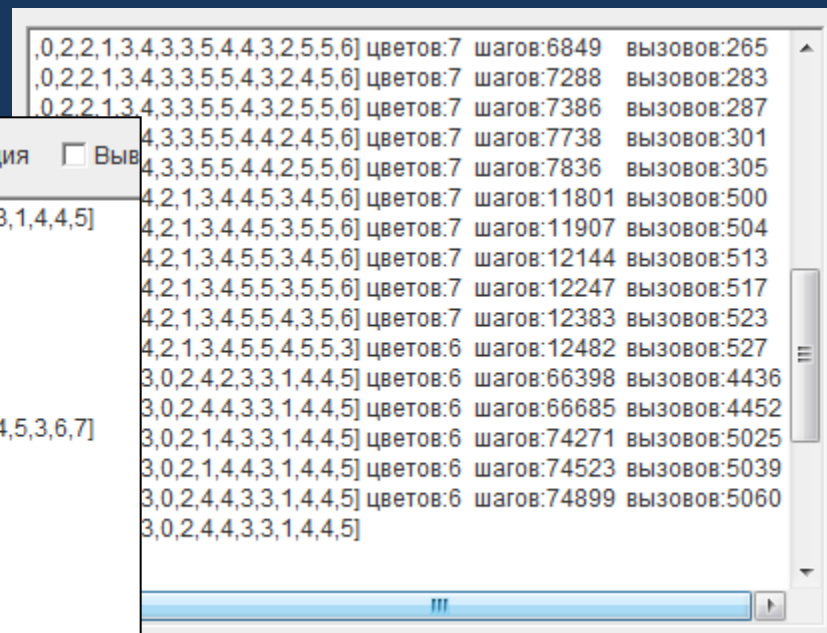 ,0,2,2,1,3,4,3,3,5,4,4,3,2,5,5,6] цветов:7 шагов:6849 вызовов:265
,0,2,2,1,3,4,3,3,5,5,4,3,2,4,5,6] цветов:7 шагов:7288 вызовов:283
,0,2,2,1,3,4,3,3,5,5,4,3,2,5,5,6] цветов:7 шагов:7386 вызовов:287
4,3,3,5,5,4,4,2,4,5,6] цветов:7 шагов:7738 вызовов:301
ция Выв
4,3,3,5,5,4,4,2,5,5,6] цветов:7 шагов:7836 вызовов:305
4,2,1,3,4,4,5,3,4,5,6] цветов:7 шагов:11801 вызовов:500
3,1,4,4,5]
4,2,1,3,4,4,5,3,5,5,6] цветов:7 шагов:11907 вызовов:504
4,2,1,3,4,5,5,3,4,5,6] цветов:7 шагов:12144 вызовов:513
4,2,1,3,4,5,5,3,5,5,6] цветов:7 шагов:12247 вызовов:517
4,2,1,3,4,5,5,4,3,5,6] цветов:7 шагов:12383 вызовов:523
4,2,1,3,4,5,5,4,5,5,3] цветов:6 шагов:12482 вызовов:527
3,0,2,4,2,3,3,1,4,4,5] цветов:6 шагов:66398 вызовов:4436
3,0,2,4,4,3,3,1,4,4,5] цветов:6 шагов:66685 вызовов:4452
4,5,3,6,7]
3,0,2,1,4,3,3,1,4,4,5] цветов:6 шагов:74271 вызовов:5025
3,0,2,1,4,4,3,1,4,4,5] цветов:6 шагов:74523 вызовов:5039
3,0,2,4,4,3,3,1,4,4,5] цветов:6 шагов:74899 вызовов:5060
3,0,2,4,4,3,3,1,4,4,5]